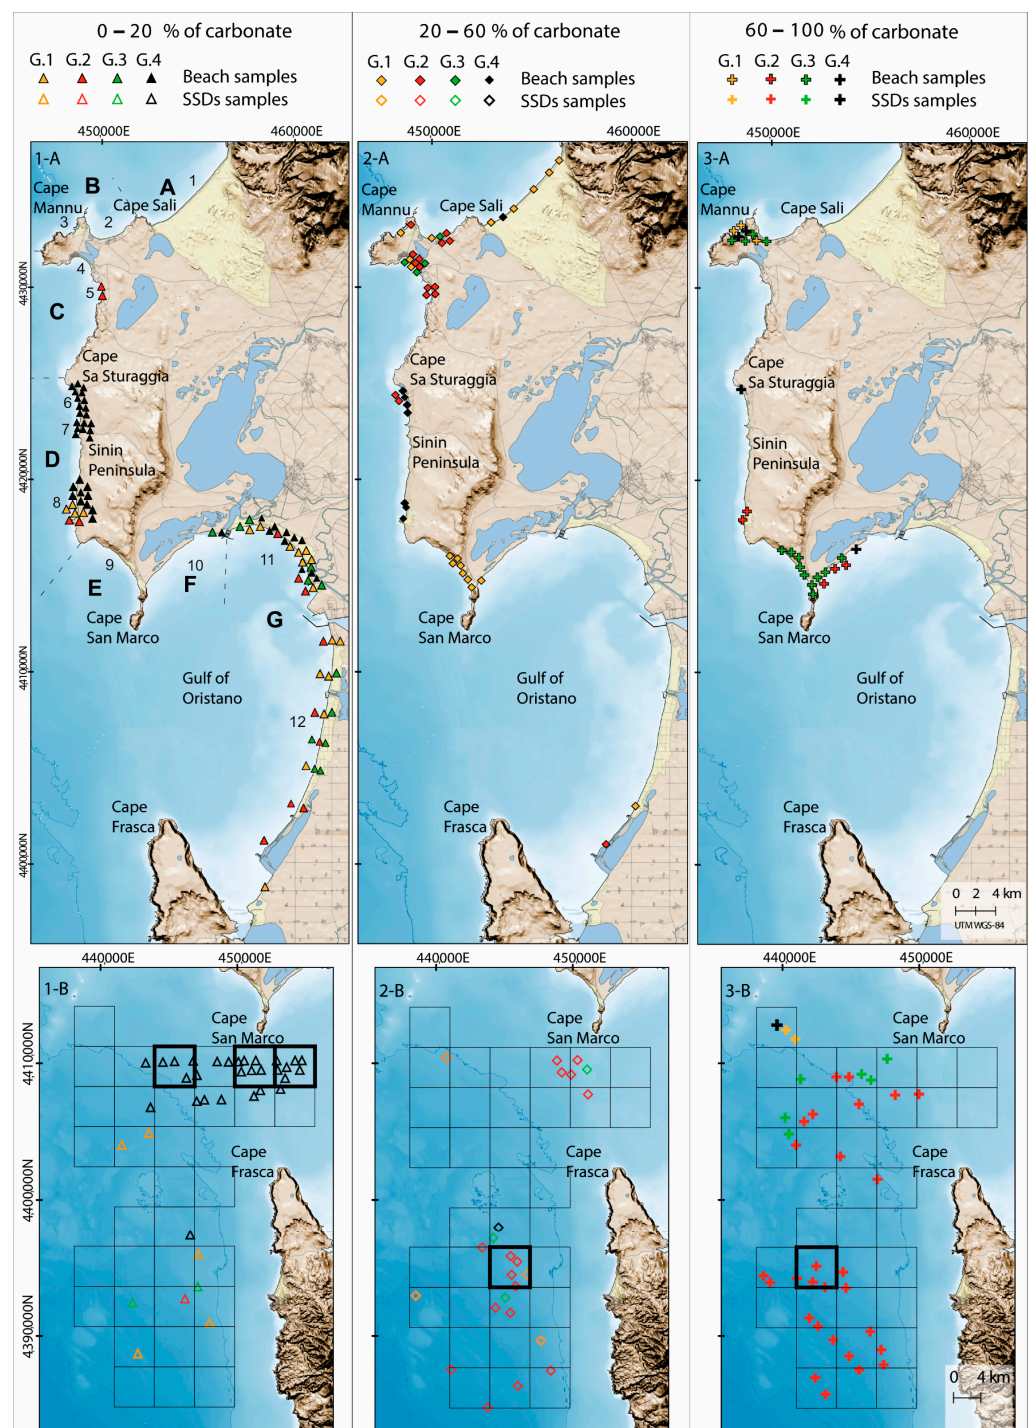 0 – 20 % of carbonate
G.1 G.2 G.3 G.4
Beach samples
SSDs samples
450000E 460000E
20 – 60 % of carbonate
G.1 G.2 G.3 G.4
Beach samples
SSDs samples
450000E
460000E
60 – 100 % of carbonate
G.1 G.2 G.3 G.4
Beach samples
SSDs samples
450000E
460000E
1-A
Cape
Mannu
B
A
1
2
Cape Sali
3
4
5
C
Cape
Sa Sturaggia
6
7
Sinin
Peninsula
D
8
9
E
10
F
11
G
Cape
San Marco
Gulf of
Oristano
12
Cape
Frasca
4430000N
4420000N
4410000N
4400000N
2-A
Cape
Mannu
Cape Sali
Cape
Sa Sturaggia
Sinin
Peninsula
Cape
San Marco
Gulf of
Oristano
Cape
Frasca
3-A
Cape
Mannu
Cape Sali
Cape
Sa Sturaggia
Sinin
Peninsula
Cape
San Marco
Gulf of
Oristano
Cape
Frasca
0 2 4 km
UTM WGS-84
440000E 450000E
1-B
Cape
San Marco
Cape
Frasca
4410000N
4400000N
4390000N
440000E 450000E
2-B
Cape
San Marco
Cape
Frasca
440000E 450000E
3-B
Cape
San Marco
Cape
Frasca
0 4 km